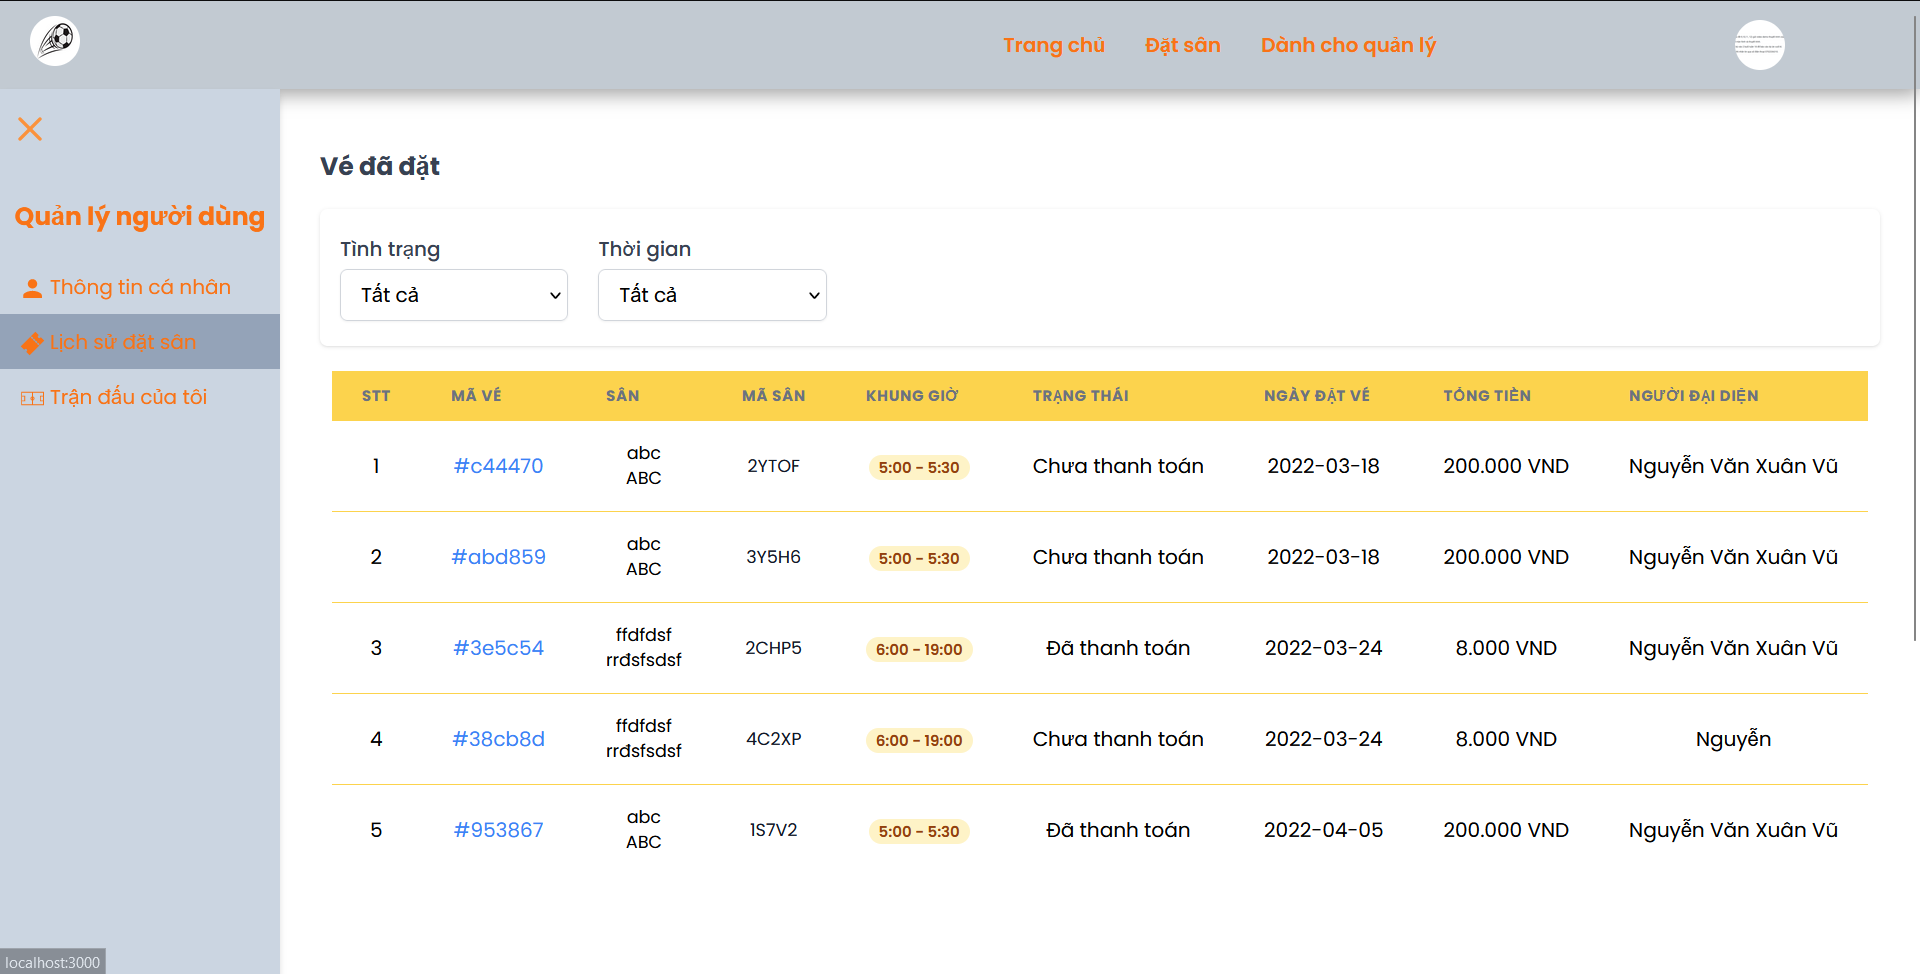 Trang chủ Đặt sân Dành cho quản lý
Vé đã đặt
Quản lý người dùng
Thông tin cá nhân
Lịch sử đặt sân
Trận đấu của tôi
Tình trạng Thời gian
Tất cả Tất cả
STT MÃ VÉ SÂN MÃ SÂN KHUNG GIỜ TRẠNG THÁI NGÀY ĐẶT VÉ TỔNG TIỀN NGƯỜI ĐẠI DIỆN
1 #c44470 abc ABC 2YTOF 5:00 - 5:30 Chưa thanh toán 2022-03-18 200.000 VND Nguyễn Văn Xuân Vũ
2 #abd859 abc ABC 3Y5H6 5:00 - 5:30 Chưa thanh toán 2022-03-18 200.000 VND Nguyễn Văn Xuân Vũ
3 #3e5c54 ffdfdsf rrdsfsdsf 2CHP5 6:00 - 19:00 Đã thanh toán 2022-03-24 8.000 VND Nguyễn Văn Xuân Vũ
4 #38cb8d ffdfdsf rrdsfsdsf 4C2XP 6:00 - 19:00 Chưa thanh toán 2022-03-24 8.000 VND Nguyễn
5 #953867 abc ABC 1S7V2 5:00 - 5:30 Đã thanh toán 2022-04-05 200.000 VND Nguyễn Văn Xuân Vũ
localhost:3000